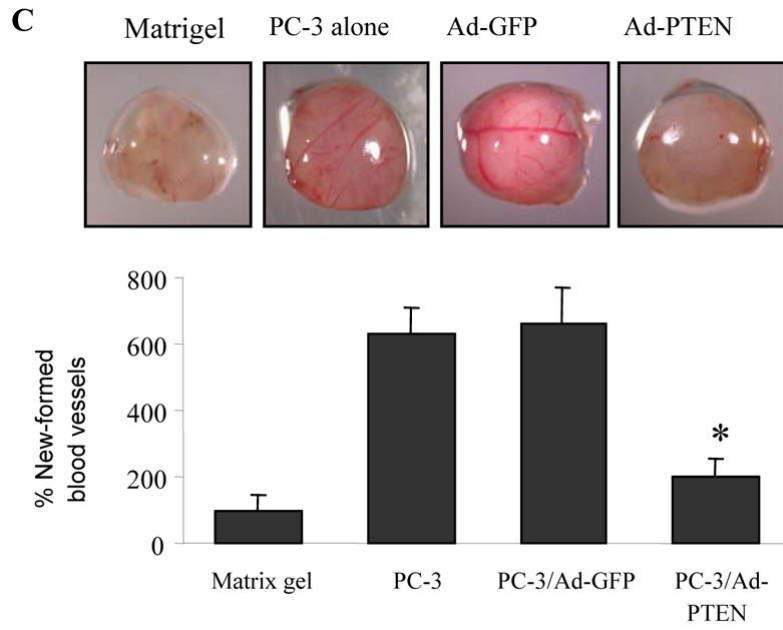 C
Matrigel PC-3 alone Ad-GFP Ad-PTEN
% New-formed
blood vessels
800
600
400
200
0
*
Matrix gel PC-3 PC-3/Ad-GFP PC-3/Ad-
PTEN